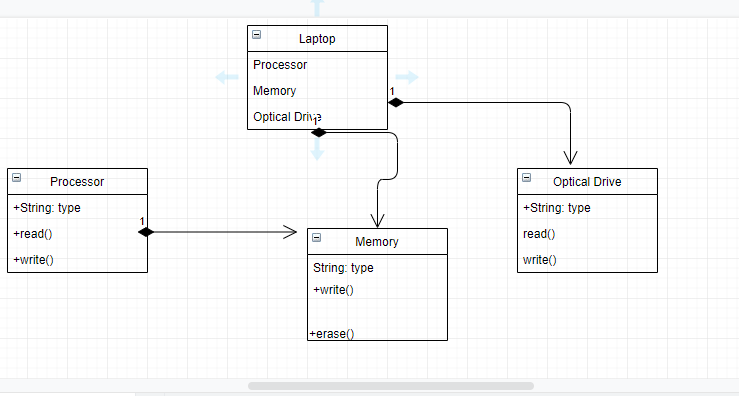 Laptop
Processor
Memory
Optical Drive
1
1
Processor
+String: type
+read()
+write()
1
Memory
String: type
+write()
+erase()
Optical Drive
+String: type
read()
write()